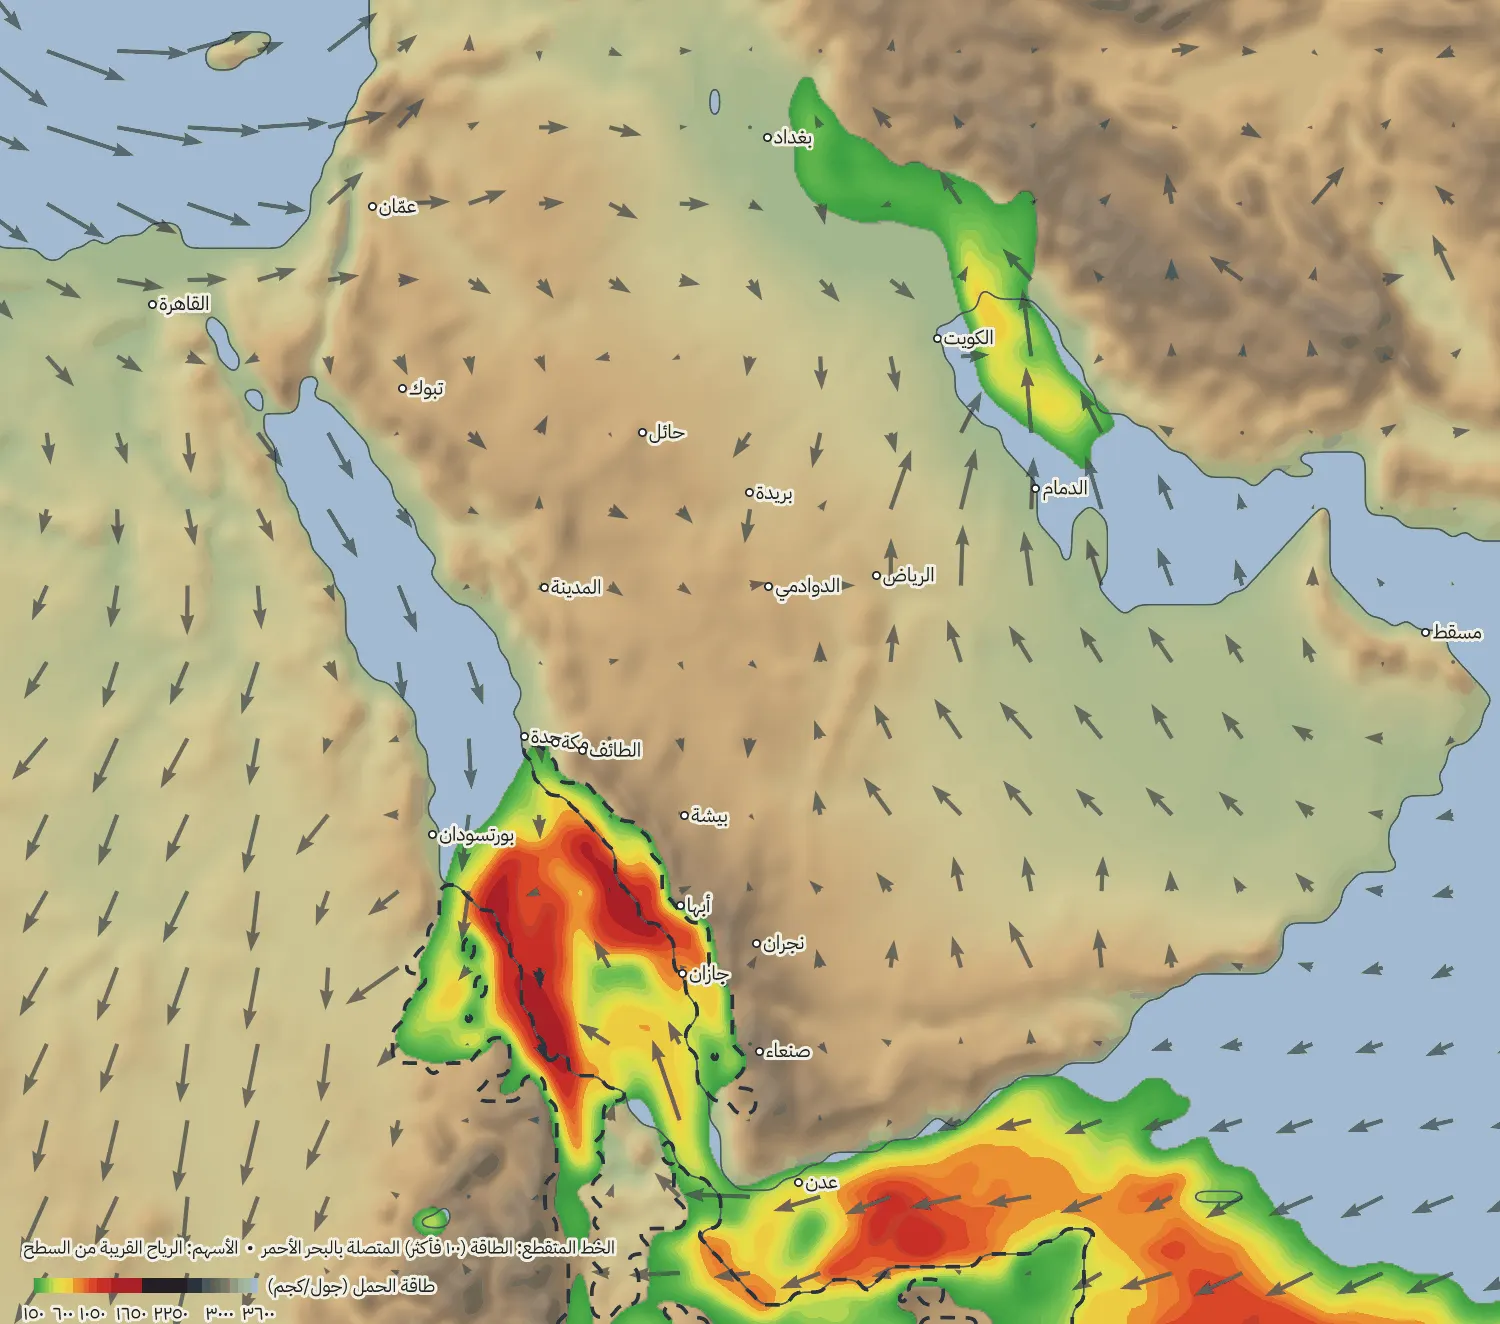 بغداد
عمّان
القاهرة
الكويت
تبوك
حائل
الدمام
بريدة
الرياض
الدوادمي
المدينة
مسقط
جدة
مكة
الطائف
بيشة
بورتسودان
أبها
نجران
جازان
صنعاء
عدن
الخط المتقطع: الطاقة (١٠٠ فأكثر) المتصلة بالبحر الأحمر • الأسهم: الرياح القريبة من السطح
طاقة الحمل (جول/كجم)
١٥٠ ٦٠٠ ١٠٥٠ ١٦٥٠ ٢٢٥٠ ٣٠٠٠ ٣٦٠٠